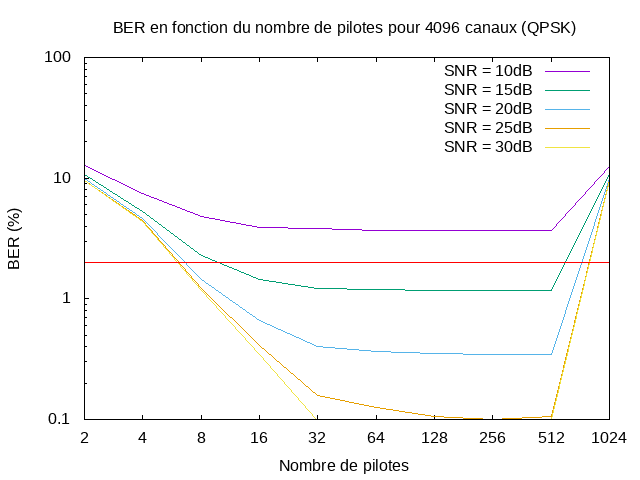 BER en fonction du nombre de pilotes pour 4096 canaux (QPSK)
100
SNR = 10dB
SNR = 15dB
SNR = 20dB
SNR = 25dB
SNR = 30dB
10
BER (%)
1
0.1
2 4 8 16 32 64 128 256 512 1024
Nombre de pilotes